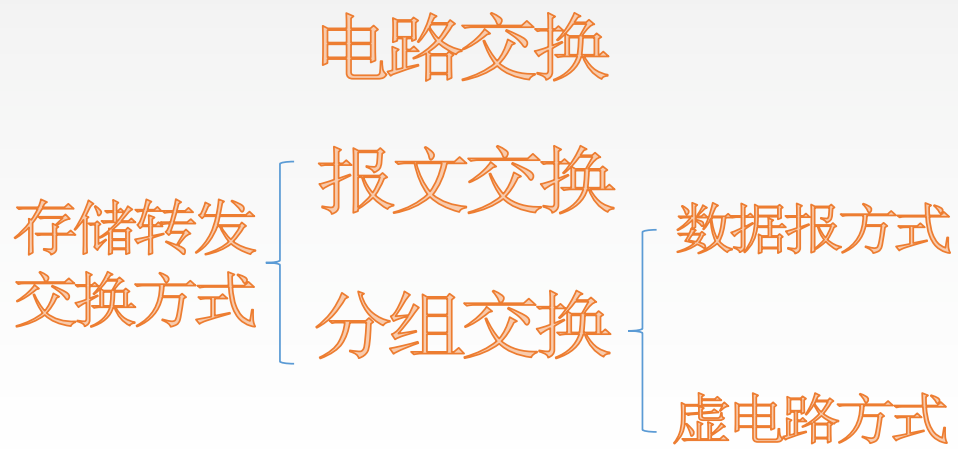 电路交换
报文交换
存储转发
交换方式
数据报方式
分组交换
虚电路方式